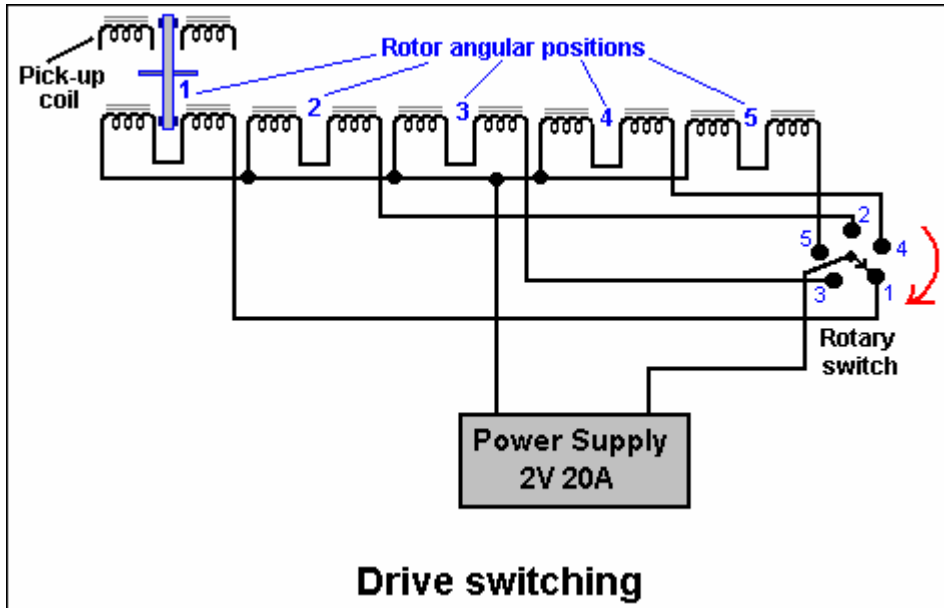 Rotor angular positions
Pick-up
coil
1
2
3
4
5
2
5
4
3
1
Rotary
switch
Power Supply
2V 20A
Drive switching